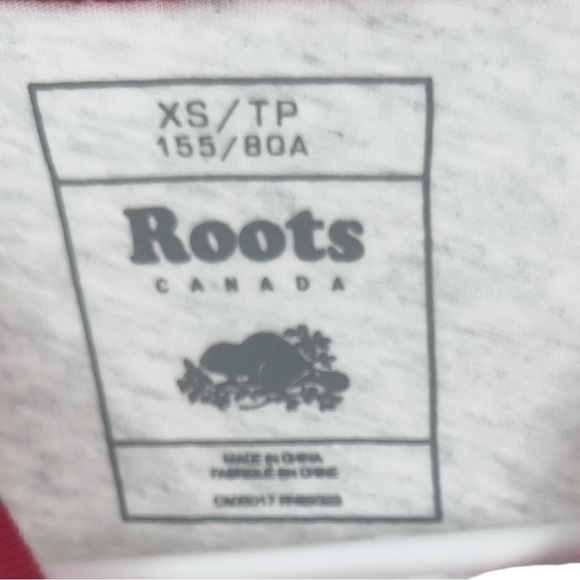 XS/TP
155/80A
Roots
CANADA
MADE IN CHINA
FABRIQUÉ EN CHINE